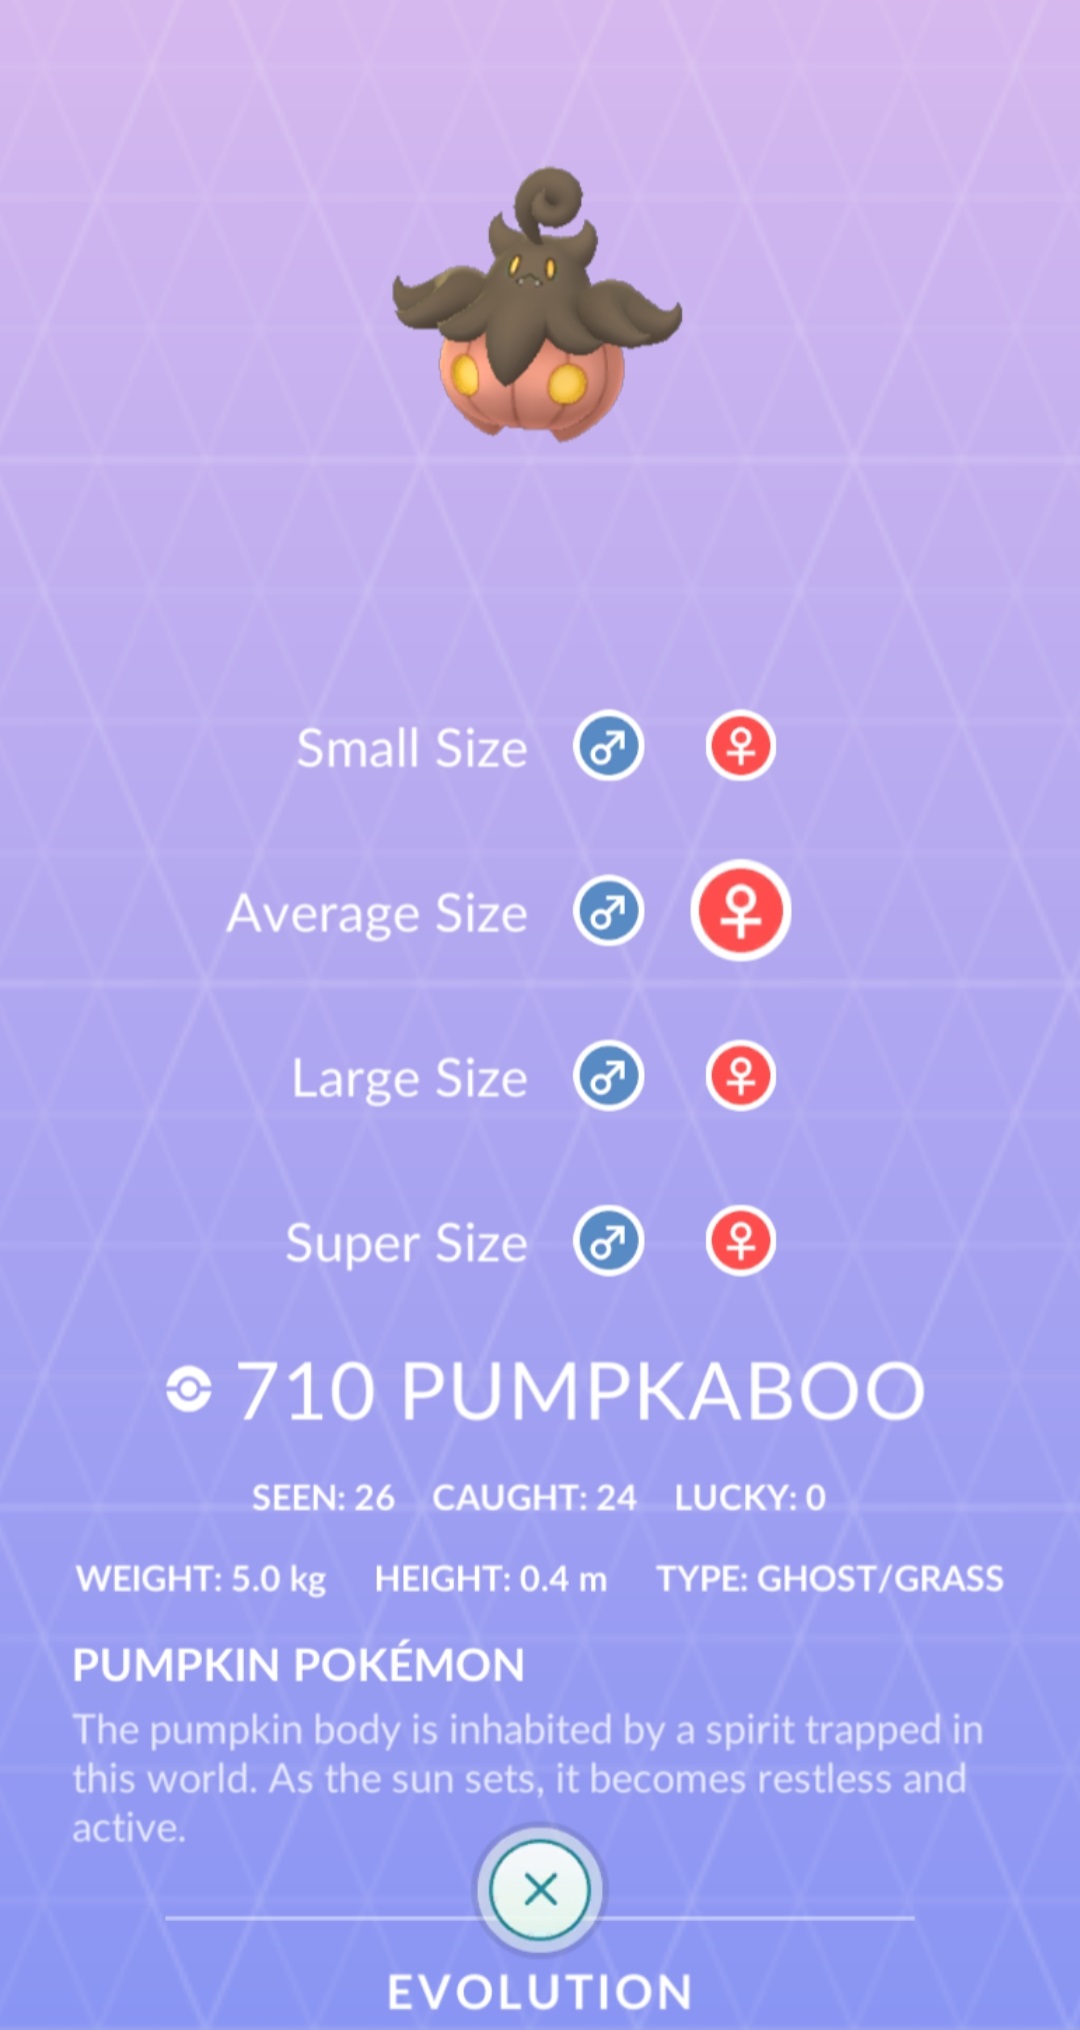 Small Size
Average Size
Large Size
Super Size
710 PUMPKABOO
SEEN: 26 CAUGHT: 24 LUCKY: 0
WEIGHT: 5.0 kg HEIGHT: 0.4 m TYPE: GHOST/GRASS
PUMPKIN POKÉMON
The pumpkin body is inhabited by a spirit trapped in
this world. As the sun sets, it becomes restless and
active.
EVOLUTION